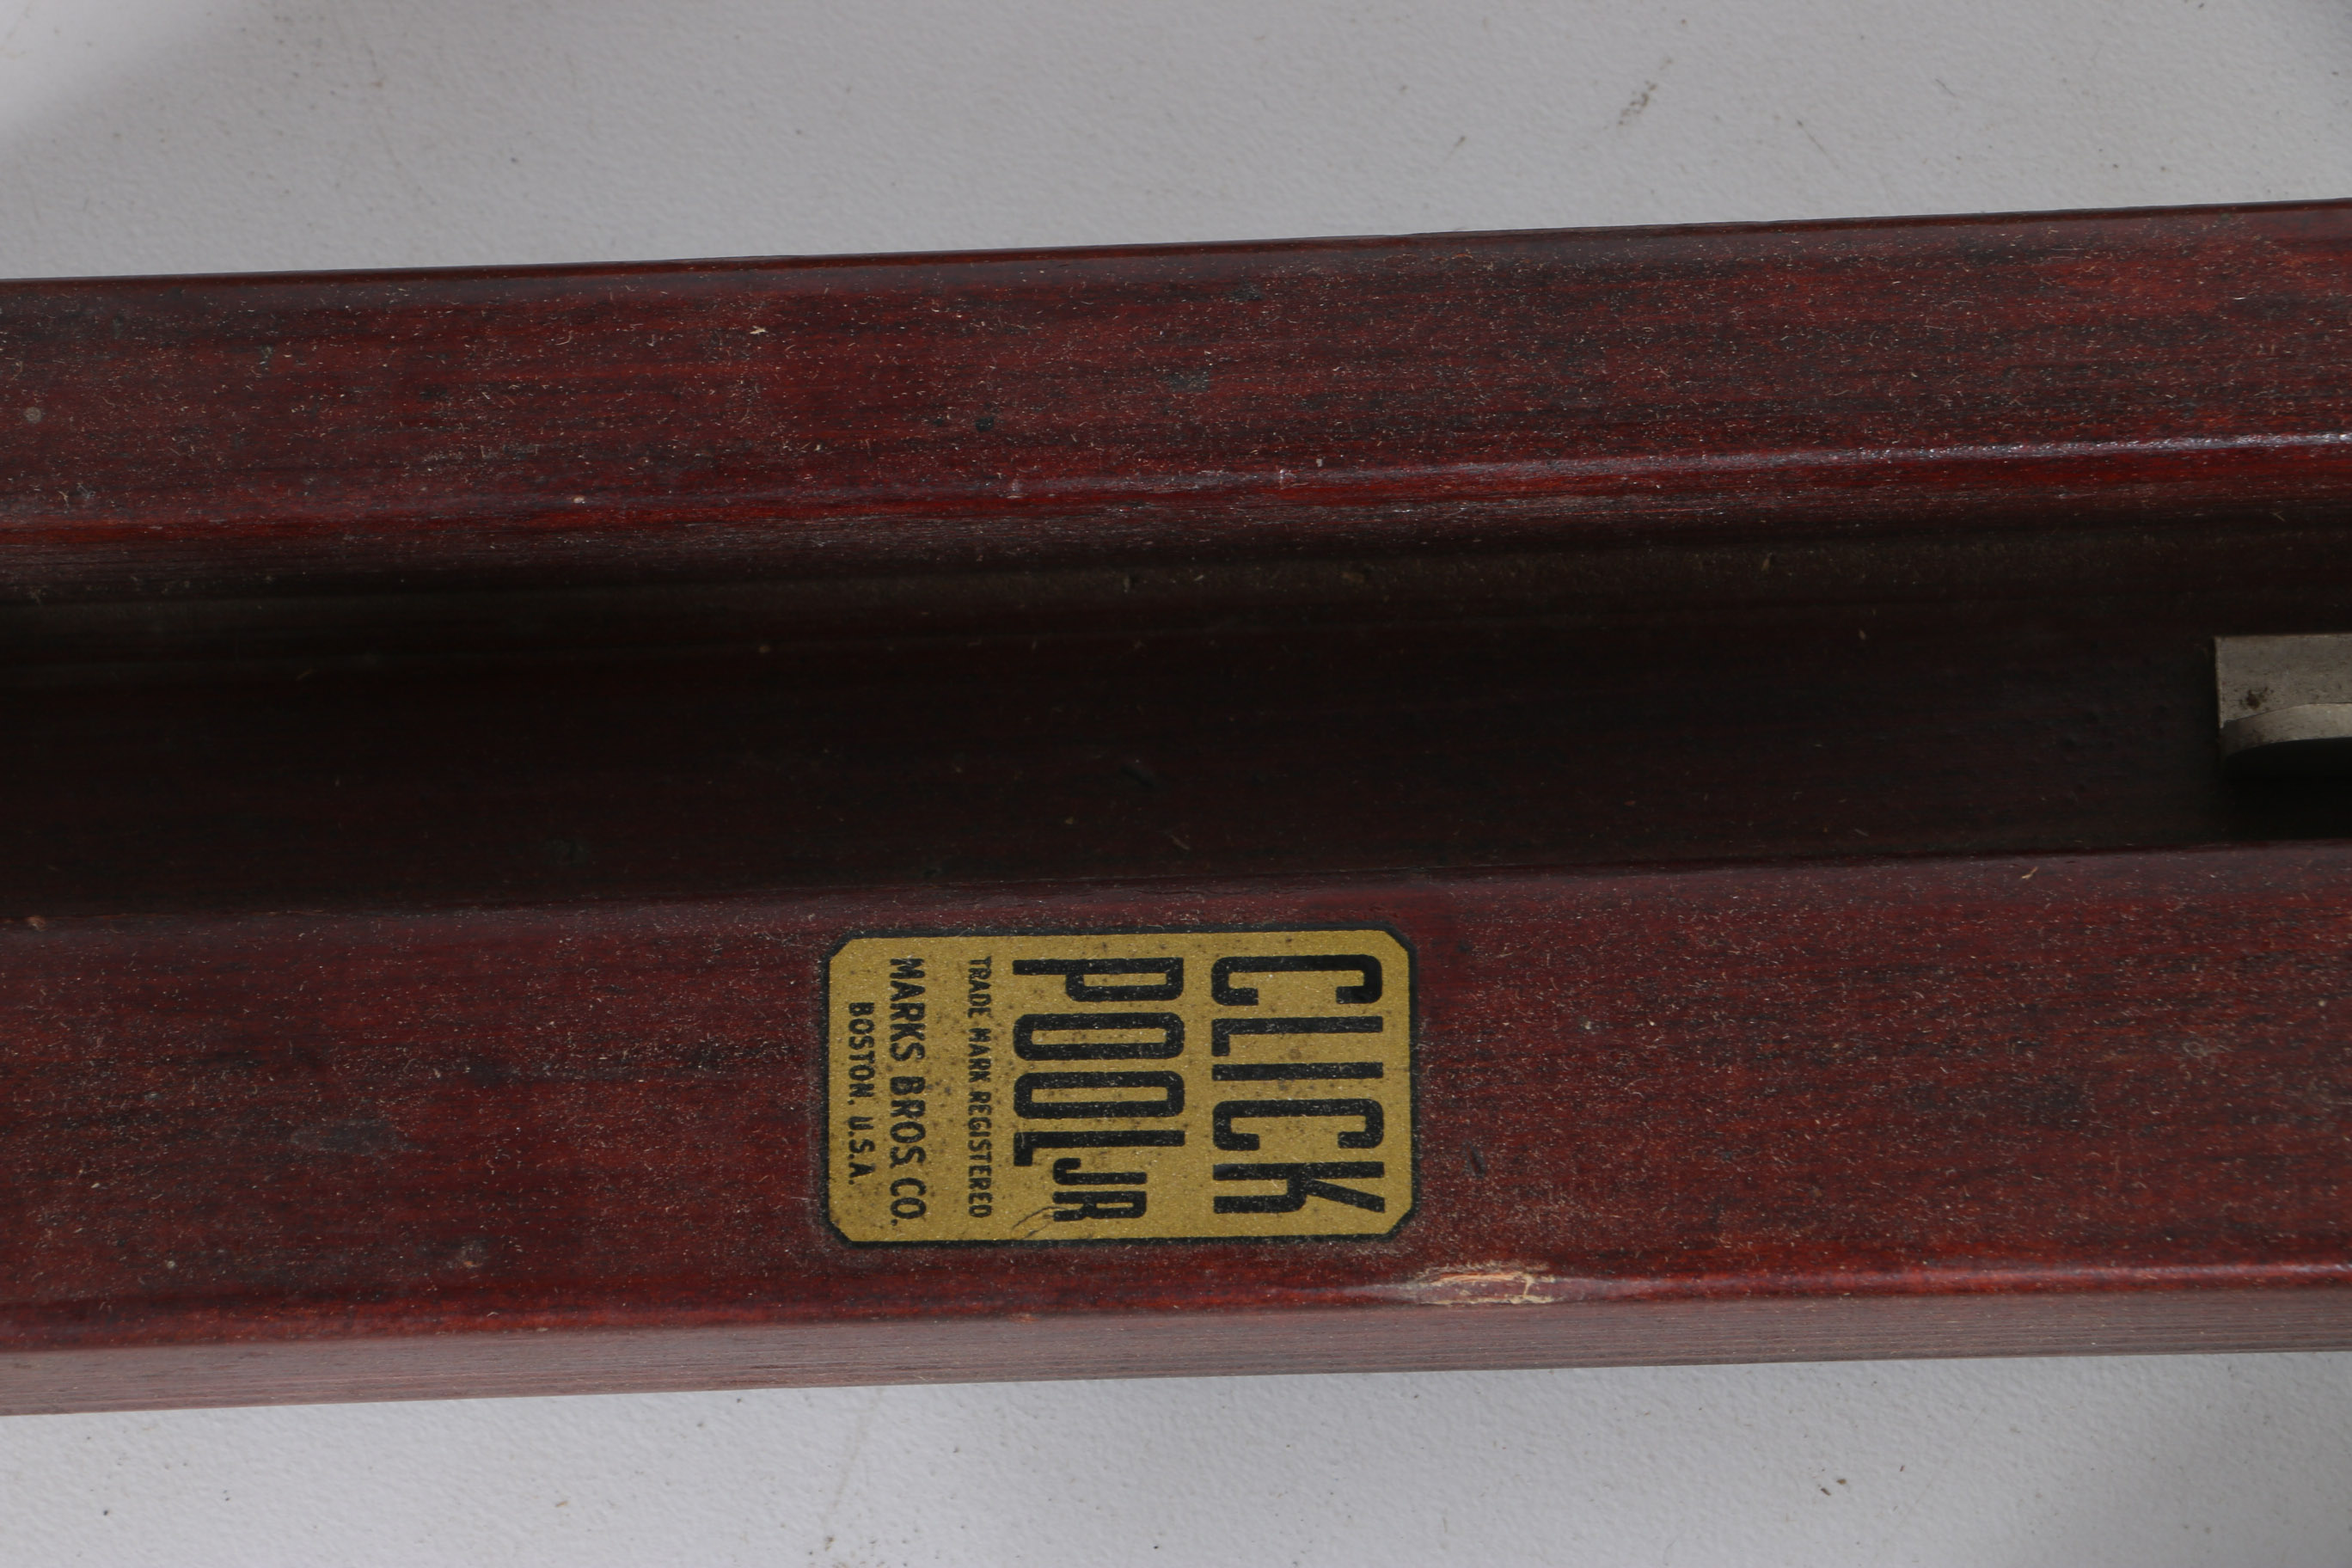 CLICK
POOL JR
TRADE MARK REGISTERED
MARKS BROS. CO.
BOSTON, U.S.A.